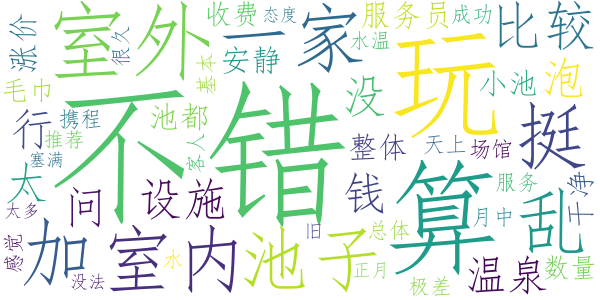 涨价
很久
室外
收费
态度
一家
安静
基本
水温
服务员
成功
比较
毛巾
不错
玩
没
小池
泡
行
携程
推荐
塞满
池都
客人
整体
天上
场馆
挺
太
太多
问
设施
钱
算
服务
乱
干净
感觉
加
没法
室内
水
池子
旧
总体
正月
极差
月中
温泉
数量